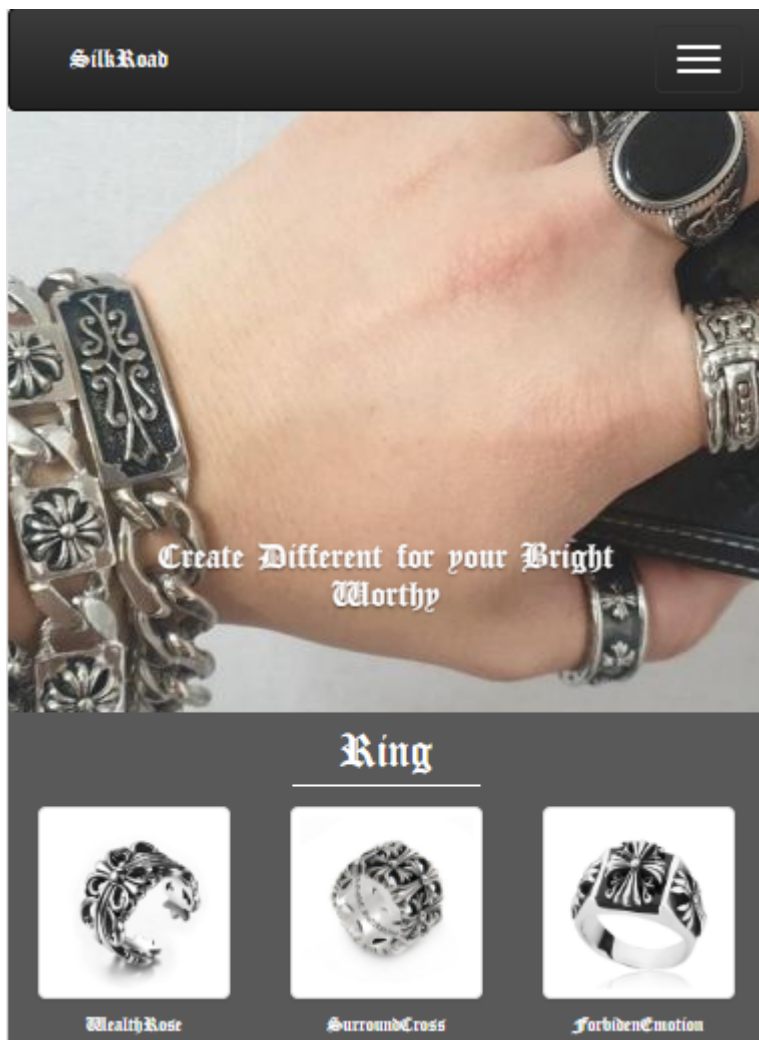 SilkRoad
Create Different for your Bright
Worthy
Ring
WealthRose
SurroundCross
ForbidenEmotion